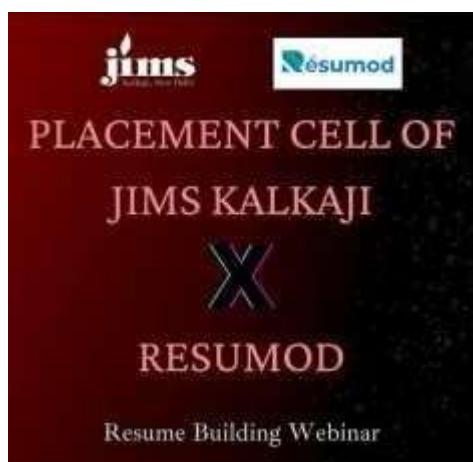 jims
Résumod
PLACEMENT CELL OF
JIMS KALKAJI
X
RESUMOD
Resume Building Webinar